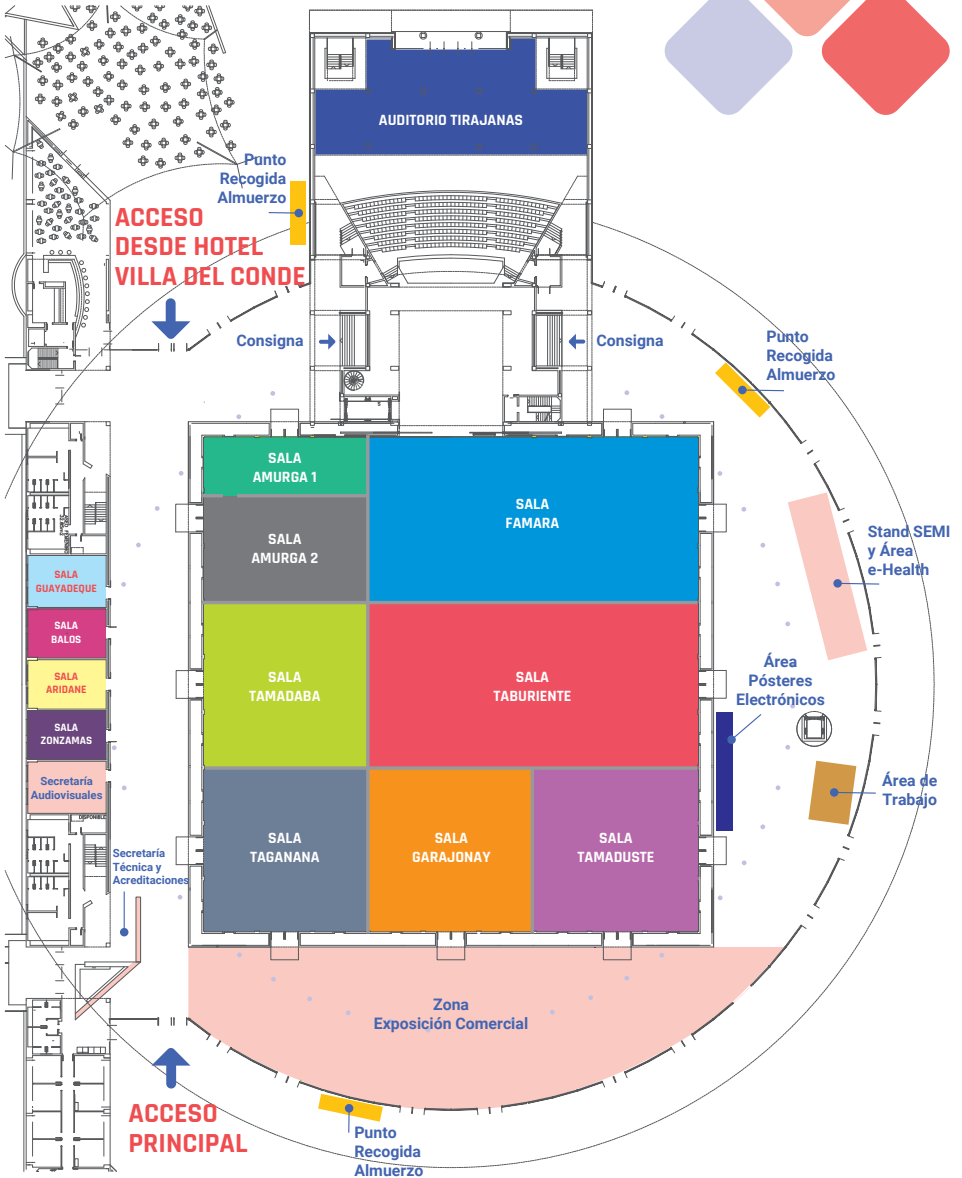 AUDITORIO TIRAJANAS
Punto
Recogida
Almuerzo
ACCESO
DESDE HOTEL
VILLA DEL CONDE
Consigna
Consigna
Punto
Recogida
Almuerzo
SALA
AMURGA 1
SALA
FAMARA
SALA
AMURGA 2
Stand SEMI
y Área
e-Health
SALA
GUAYADEQUE
SALA
BALOS
SALA
ARIDANE
SALA
ZONZAMAS
Secretaría
Audiovisuales
DISPONIBLE
SALA
TAMADABA
SALA
TABURIENTE
Área
Pósteres
Electrónicos
Área de
Trabajo
SALA
TAGANANA
SALA
GARAJONAY
SALA
TAMADUSTE
Secretaría
Técnica y
Acreditaciones
Zona
Exposición Comercial
ACCESO
PRINCIPAL
Punto
Recogida
Almuerzo